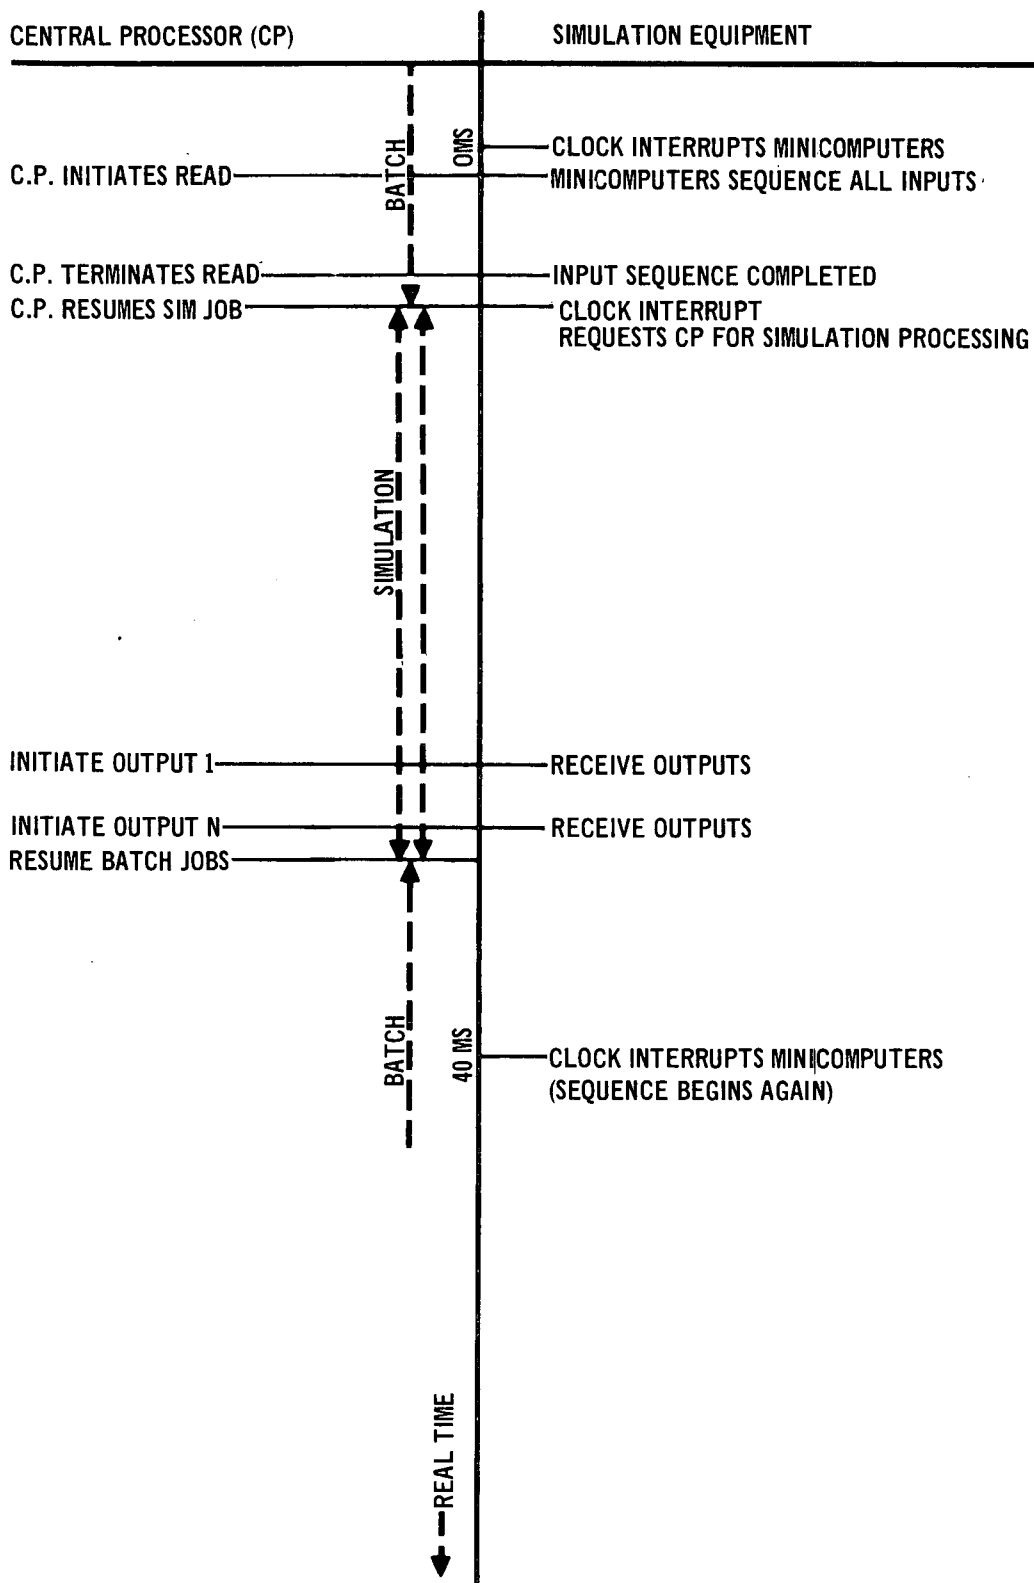 CENTRAL PROCESSOR (CP)
SIMULATION EQUIPMENT
BATCH
0MS
CLOCK INTERRUPTS MINICOMPUTERS
C.P. INITIATES READ
MINICOMPUTERS SEQUENCE ALL INPUTS
C.P. TERMINATES READ
INPUT SEQUENCE COMPLETED
C.P. RESUMES SIM JOB
CLOCK INTERRUPT
REQUESTS CP FOR SIMULATION PROCESSING
SIMULATION
INITIATE OUTPUT 1
RECEIVE OUTPUTS
INITIATE OUTPUT N
RECEIVE OUTPUTS
RESUME BATCH JOBS
BATCH
40 MS
CLOCK INTERRUPTS MINICOMPUTERS
(SEQUENCE BEGINS AGAIN)
REAL TIME